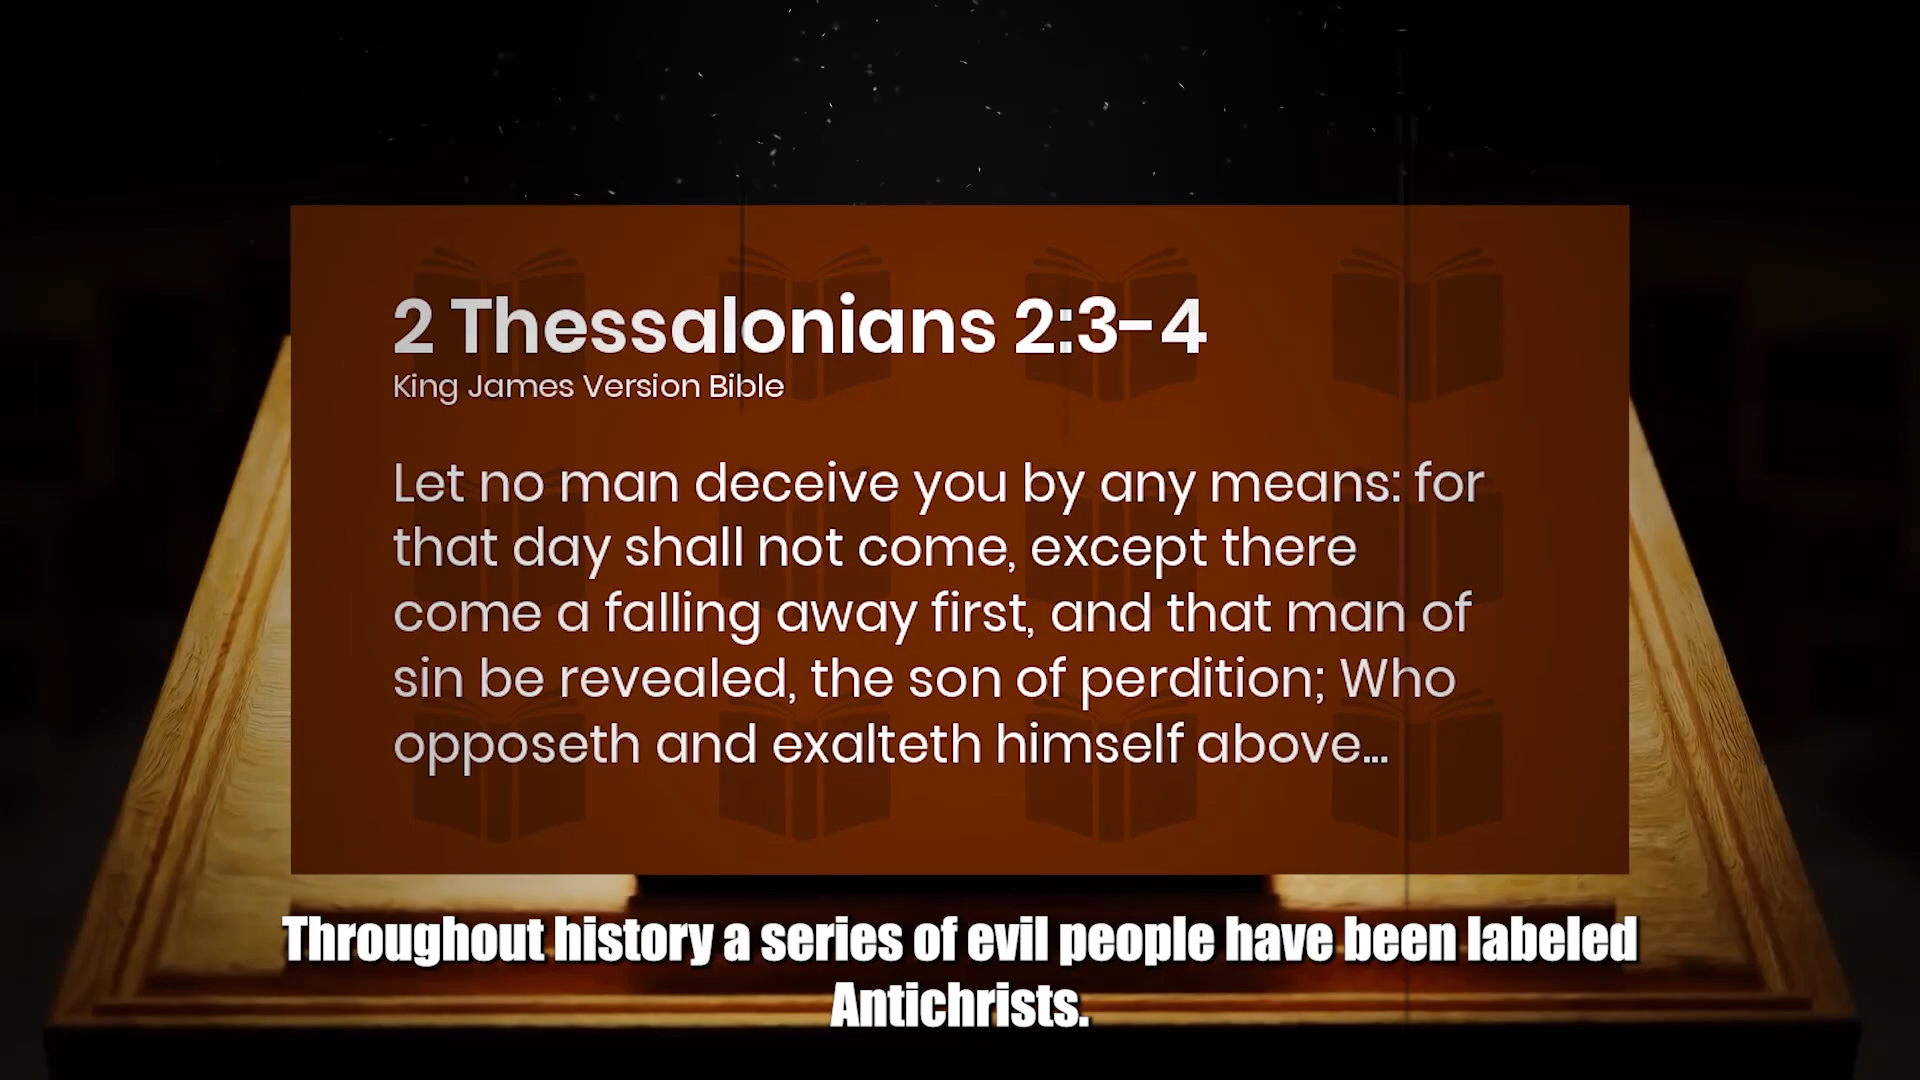 2 Thessalonians 2:3-4
King James Version Bible
Let no man deceive you by any means: for
that day shall not come, except there
come a falling away first, and that man of
sin be revealed, the son of perdition; Who
opposeth and exalteth himself above...
Throughout history a series of evil people have been labeled
Antichrists.